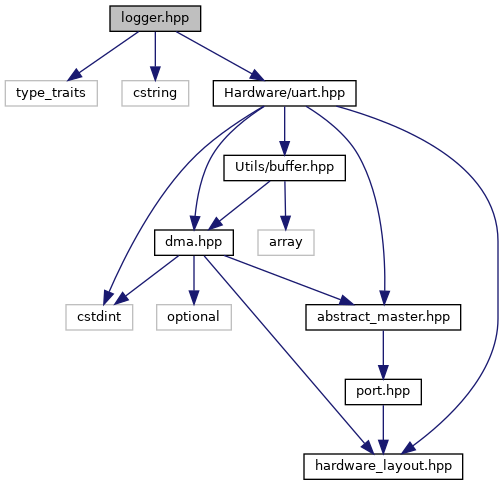 logger.hpp
type_traits
cstring
Hardware/uart.hpp
Utils/buffer.hpp
dma.hpp
array
cstdint
optional
abstract_master.hpp
port.hpp
hardware_layout.hpp